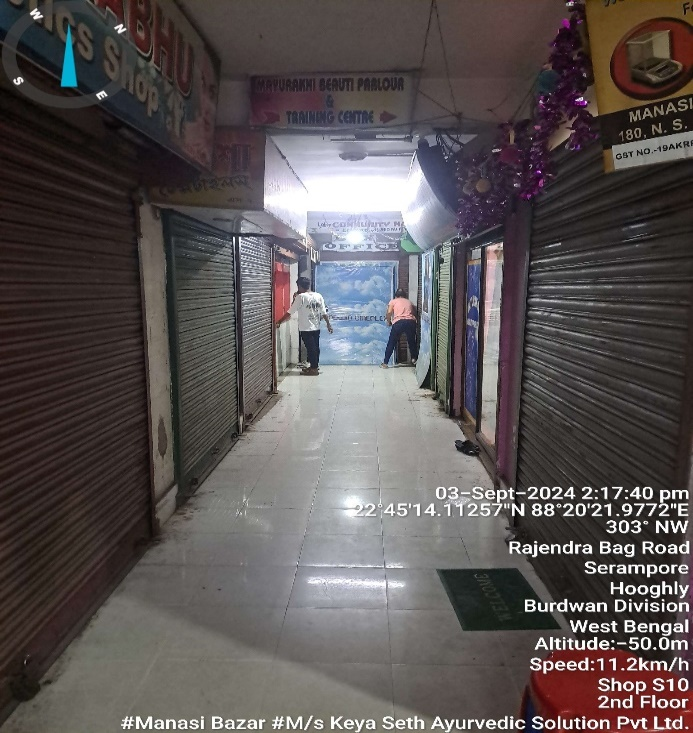 W
N
S
E
ABHU
nics Shop
MAYURAKHI BEAUTI PARLOUR
&
TRAINING CENTRE
COMMUNITY
OFFICE
MANASI
180, N. S.
GST NO.-19AKR
WELCOME
03-Sept-2024 2:17:40 pm
22°45'14.11257"N 88°20'21.9772"E
303° NW
Rajendra Bag Road
Serampore
Hooghly
Burdwan Division
West Bengal
Altitude:-50.0m
Speed:11.2km/h
Shop S10
2nd Floor
#Manasi Bazar #M/s Keya Seth Ayurvedic Solution Pvt Ltd.